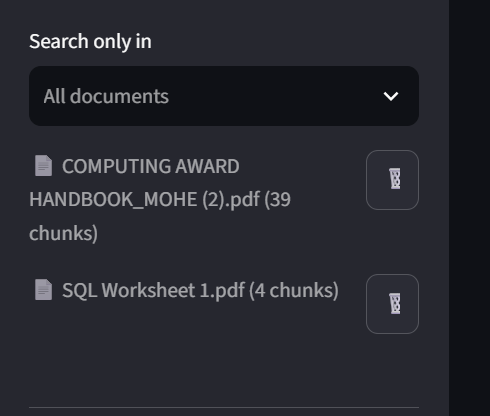 Search only in
All documents
COMPUTING AWARD
HANDBOOK_MOHE (2).pdf (39
chunks)
SQL Worksheet 1.pdf (4 chunks)